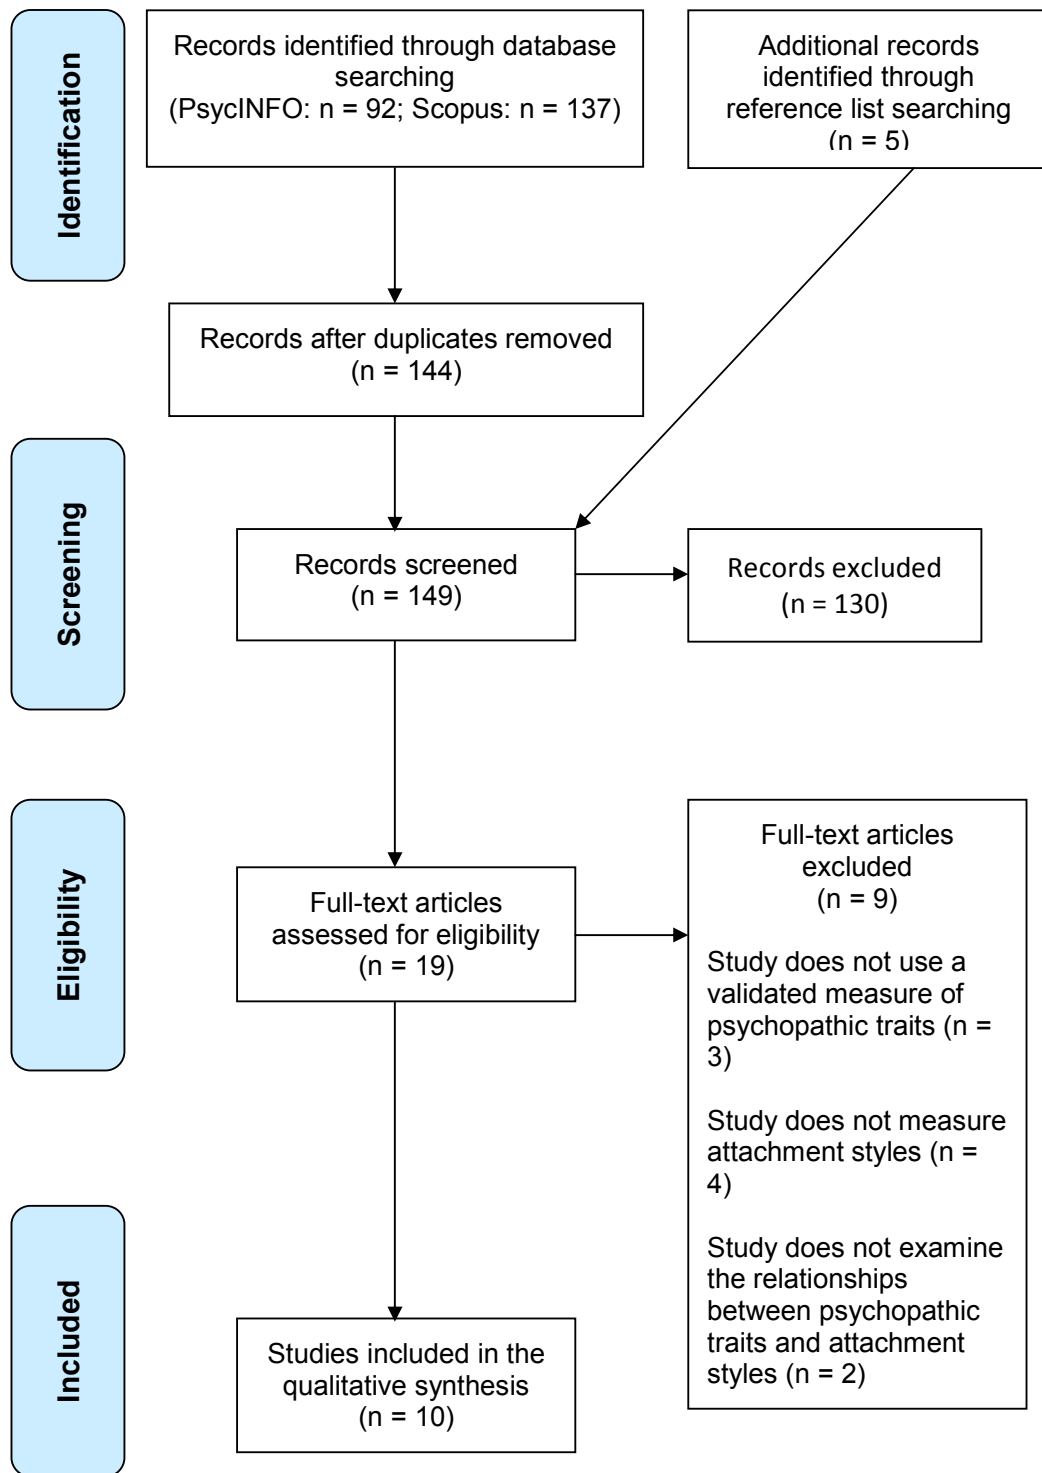 Identification
Records identified through database
searching
(PsycINFO: n = 92; Scopus: n = 137)
Additional records
identified through
reference list searching
(n = 5)
Records after duplicates removed
(n = 144)
Screening
Records screened
(n = 149)
Records excluded
(n = 130)
Eligibility
Full-text articles
assessed for eligibility
(n = 19)
Full-text articles
excluded
(n = 9)
Study does not use a
validated measure of
psychopathic traits (n =
3)
Study does not measure
attachment styles (n =
4)
Study does not examine
the relationships
between psychopathic
traits and attachment
styles (n = 2)
Included
Studies included in the
qualitative synthesis
(n = 10)